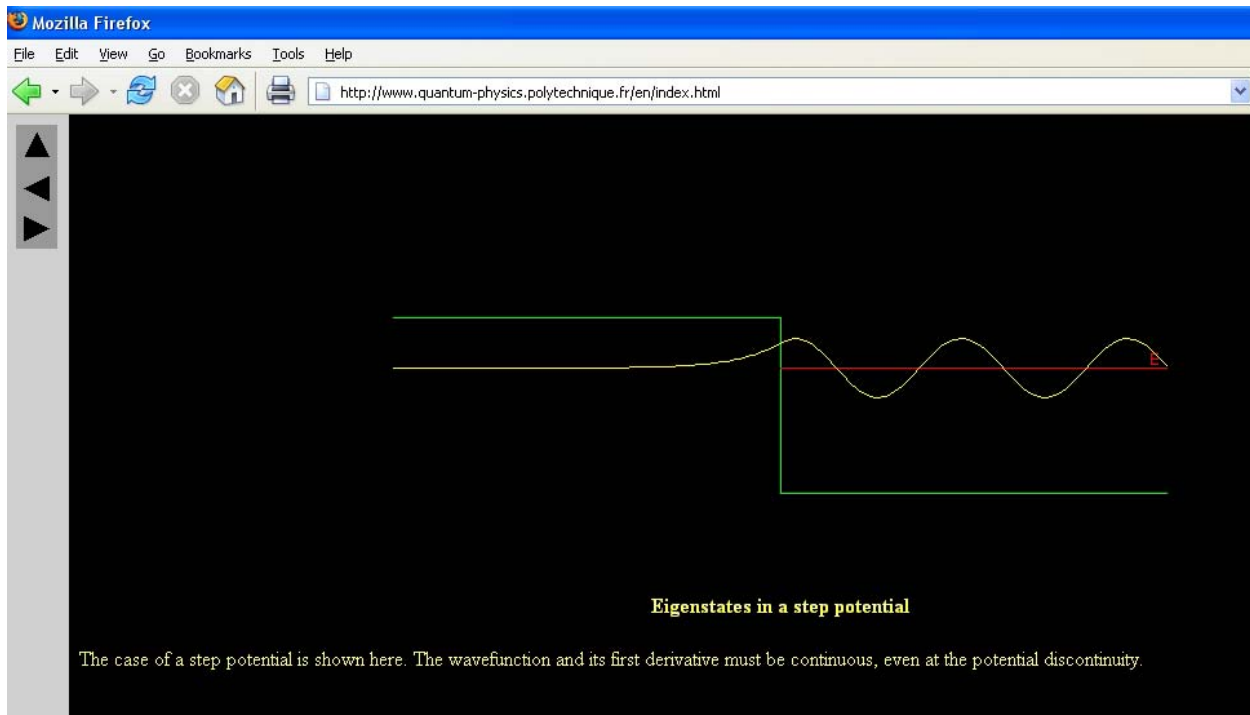 Mozilla Firefox
File Edit View Go Bookmarks Tools Help
http://www.quantum-physics.polytechnique.fr/en/index.html
E
Eigenstates in a step potential
The case of a step potential is shown here. The wavefunction and its first derivative must be continuous, even at the potential discontinuity.